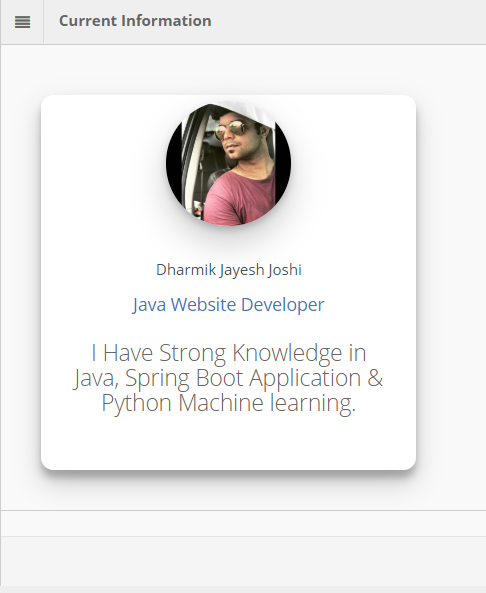 Current Information
Dharmik Jayesh Joshi
Java Website Developer
I Have Strong Knowledge in
Java, Spring Boot Application &
Python Machine learning.